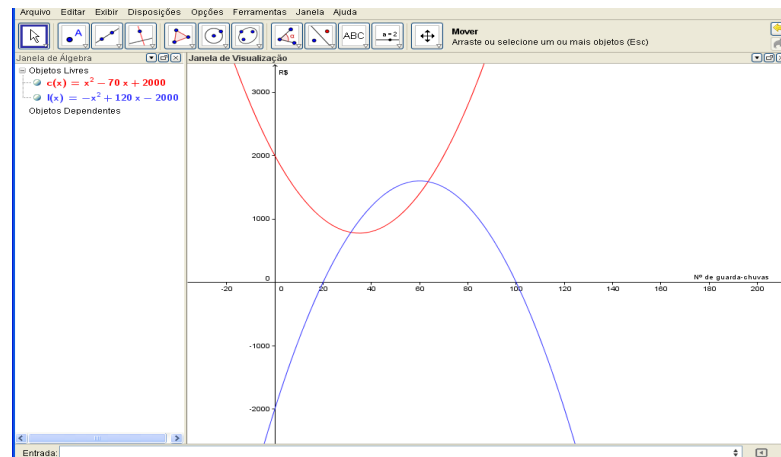 Arquivo Editar Exibir Disposições Opções Ferramentas Janela Ajuda
A
ABC
a = 2
Mover
Arraste ou selecione um ou mais objetos (Esc)
Janela de Álgebra
Janela de Visualização
Objetos Livres
c(x) = x² − 70 x + 2000
l(x) = −x² + 120 x − 2000
Objetos Dependentes
R$
3000
2000
1000
0
Nº de guarda-chuvas
-20 0 20 40 60 80 100 120 140 160 180 200
-1000
-2000
Entrada: